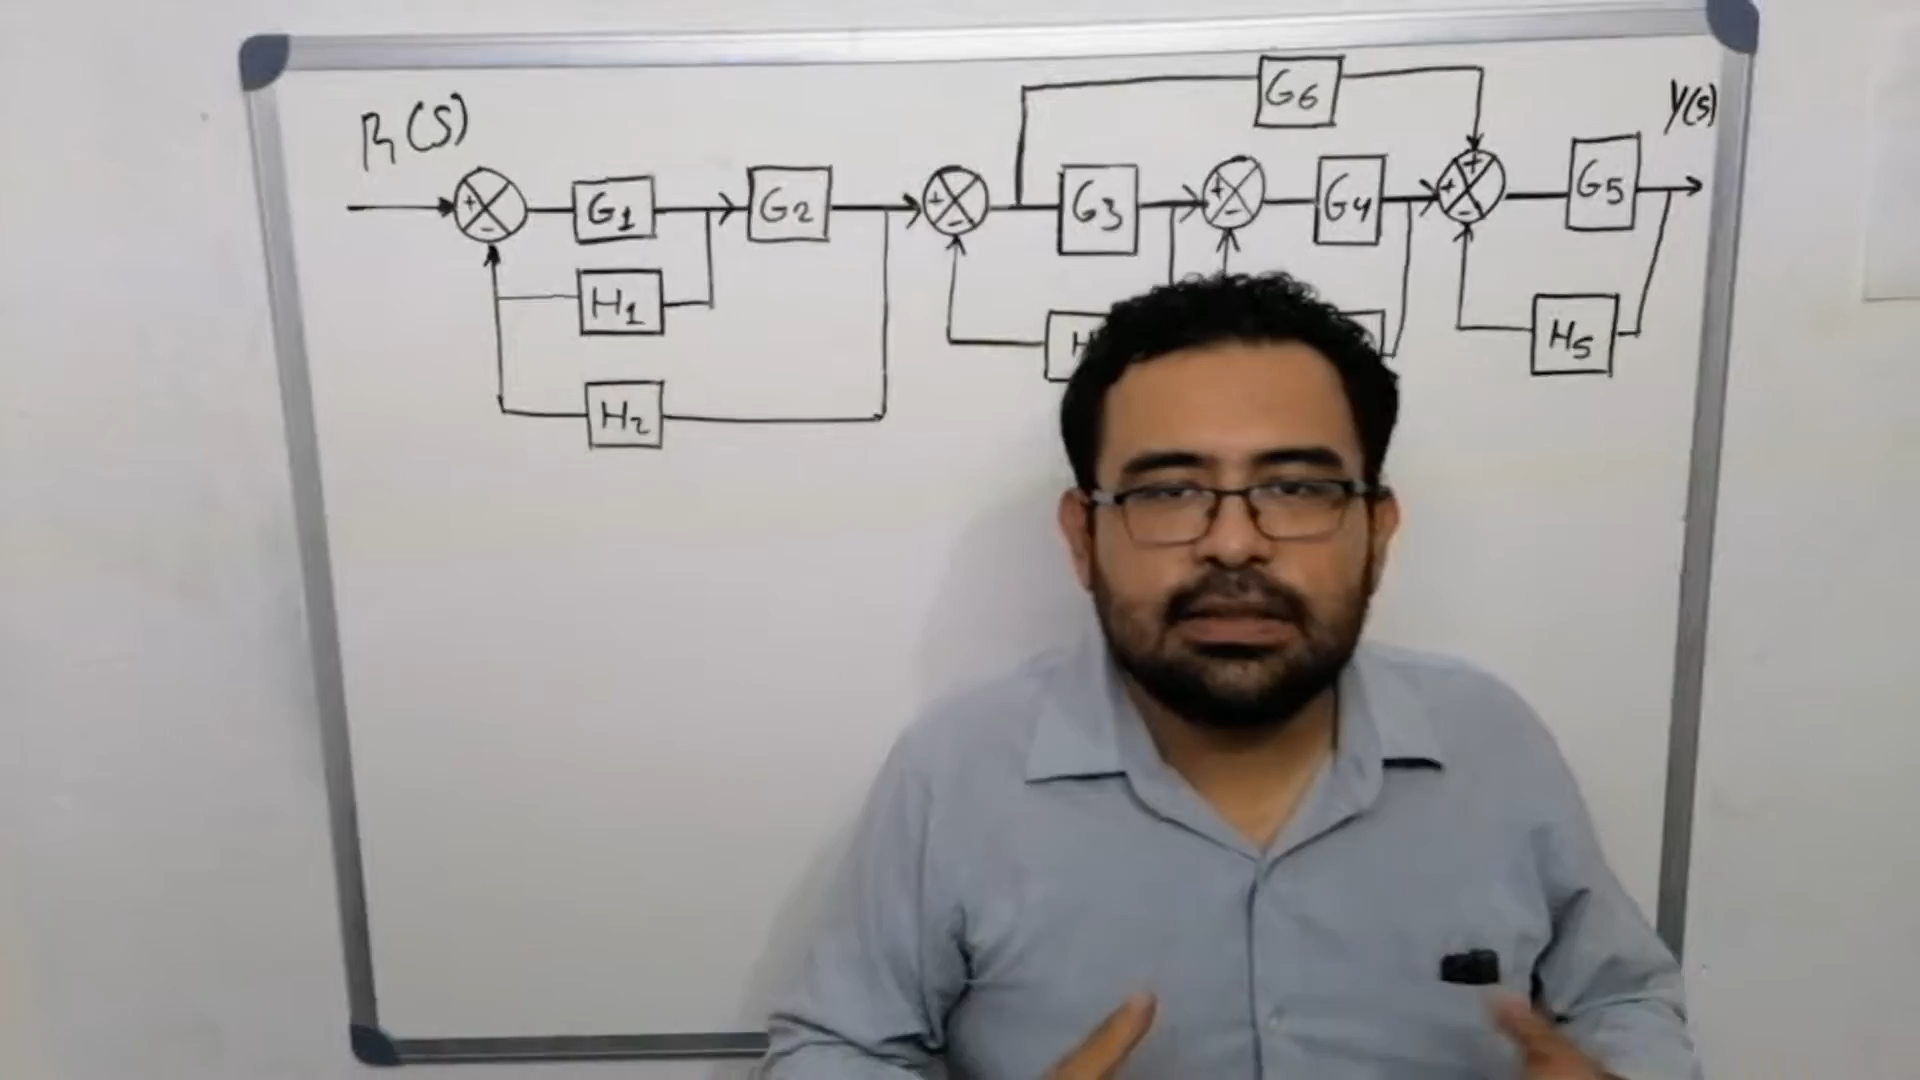 R(S)
G6
Y(s)
+ - G1 G2 + - G3 + - G4 + + - G5
H1
H5
H2